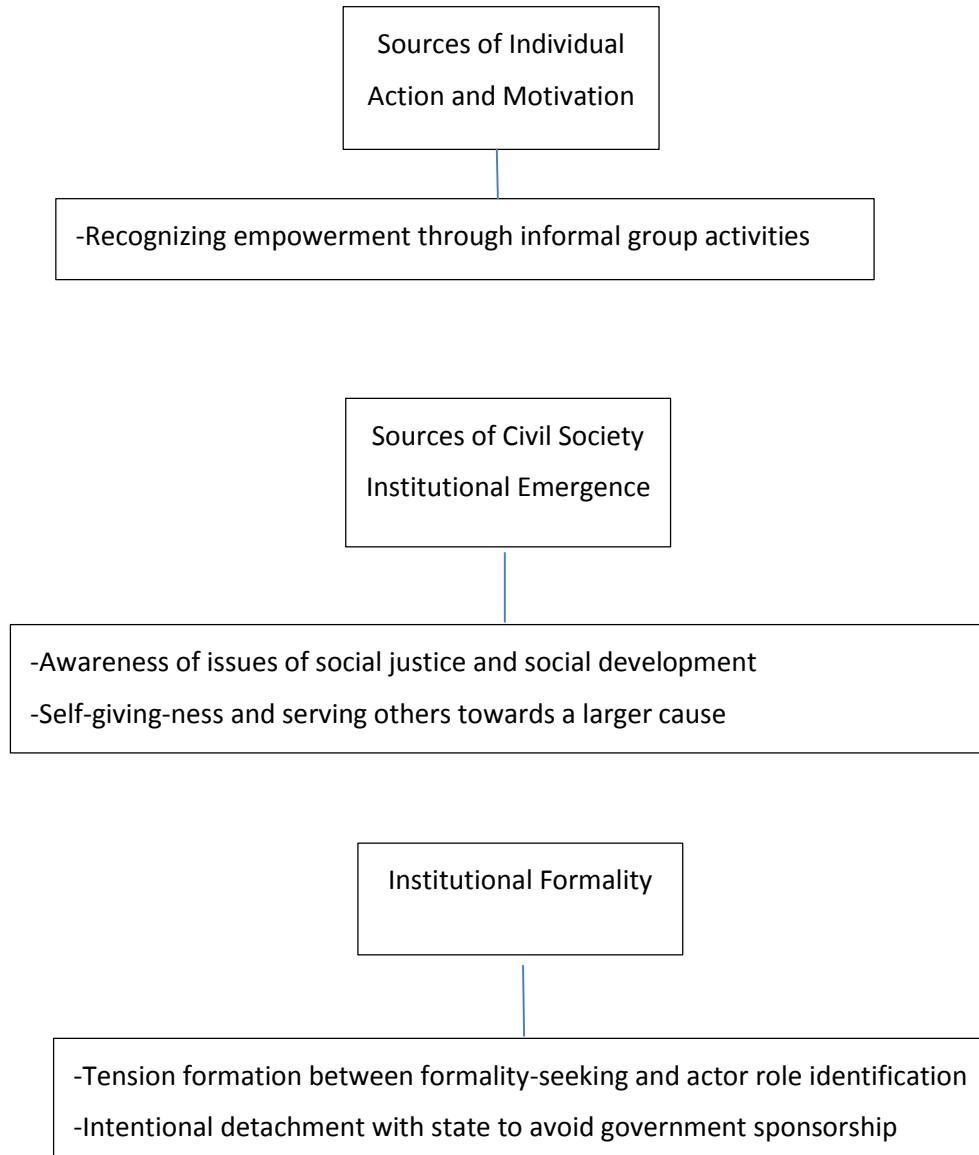 Sources of Individual
Action and Motivation
-Recognizing empowerment through informal group activities
Sources of Civil Society
Institutional Emergence
-Awareness of issues of social justice and social development
-Self-giving-ness and serving others towards a larger cause
Institutional Formality
-Tension formation between formality-seeking and actor role identification
-Intentional detachment with state to avoid government sponsorship